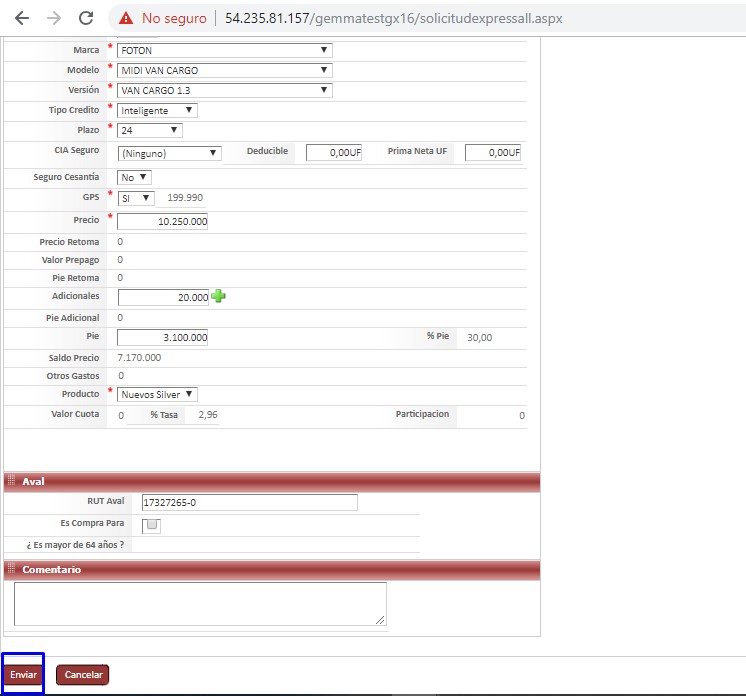 No seguro 54.235.81.157/gemmatestgx16/solicitudexpressall.aspx
Marca * FOTON
Modelo * MIDI VAN CARGO
Versión * VAN CARGO 1.3
Tipo Credito * Inteligente
Plazo * 24
CIA Seguro (Ninguno) Deducible 0,00UF Prima Neta UF 0,00UF
Seguro Cesantía No
GPS * SI 199.990
Precio * 10.250.000
Precio Retoma 0
Valor Prepago 0
Pie Retoma 0
Adicionales 20.000
Pie Adicional 0
Pie 3.100.000 % Pie 30,00
Saldo Precio 7.170.000
Otros Gastos 0
Producto * Nuevos Silver
Valor Cuota 0 % Tasa 2,96 Participacion 0
Aval
RUT Aval 17327265-0
Es Compra Para
¿ Es mayor de 64 años ?
Comentario
Enviar Cancelar